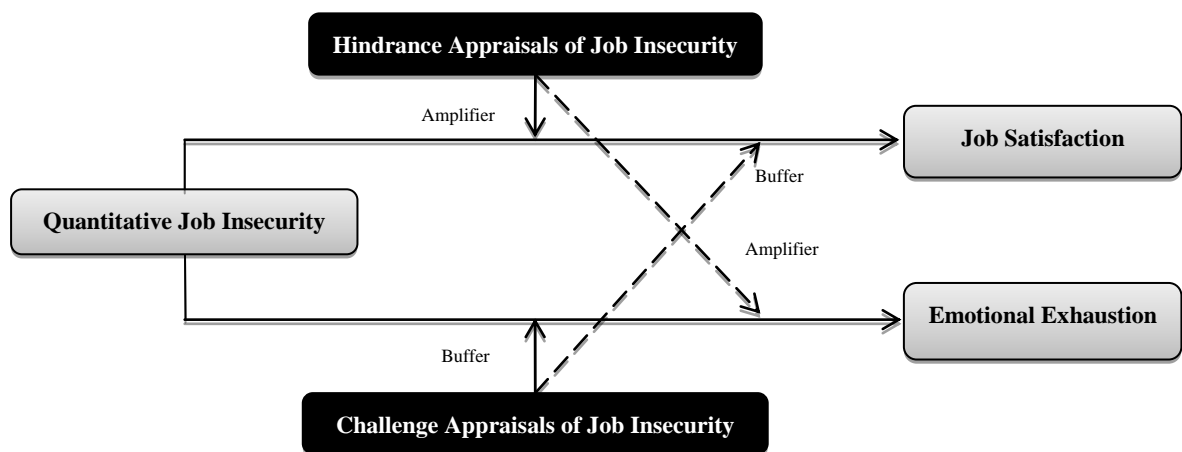 Hindrance Appraisals of Job Insecurity
Amplifier
Job Satisfaction
Buffer
Quantitative Job Insecurity
Amplifier
Emotional Exhaustion
Buffer
Challenge Appraisals of Job Insecurity